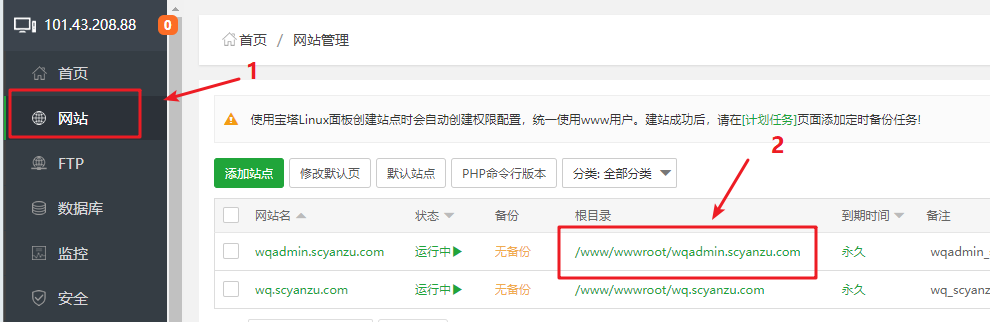 101.43.208.88 0
首页 / 网站管理
首页
1
网站
使用宝塔Linux面板创建站点时会自动创建权限配置，统一使用www用户。建站成功后，请在[计划任务]页面添加定时备份任务!
2
FTP
添加站点 修改默认页 默认站点 PHP命令行版本 分类: 全部分类
数据库
网站名 状态 备份 根目录 到期时间 备注
监控
wqadmin.scyanzu.com 运行中 无备份 /www/wwwroot/wqadmin.scyanzu.com 永久 wqadmin_
安全
wq.scyanzu.com 运行中 无备份 /www/wwwroot/wq.scyanzu.com 永久 wq_scyanz